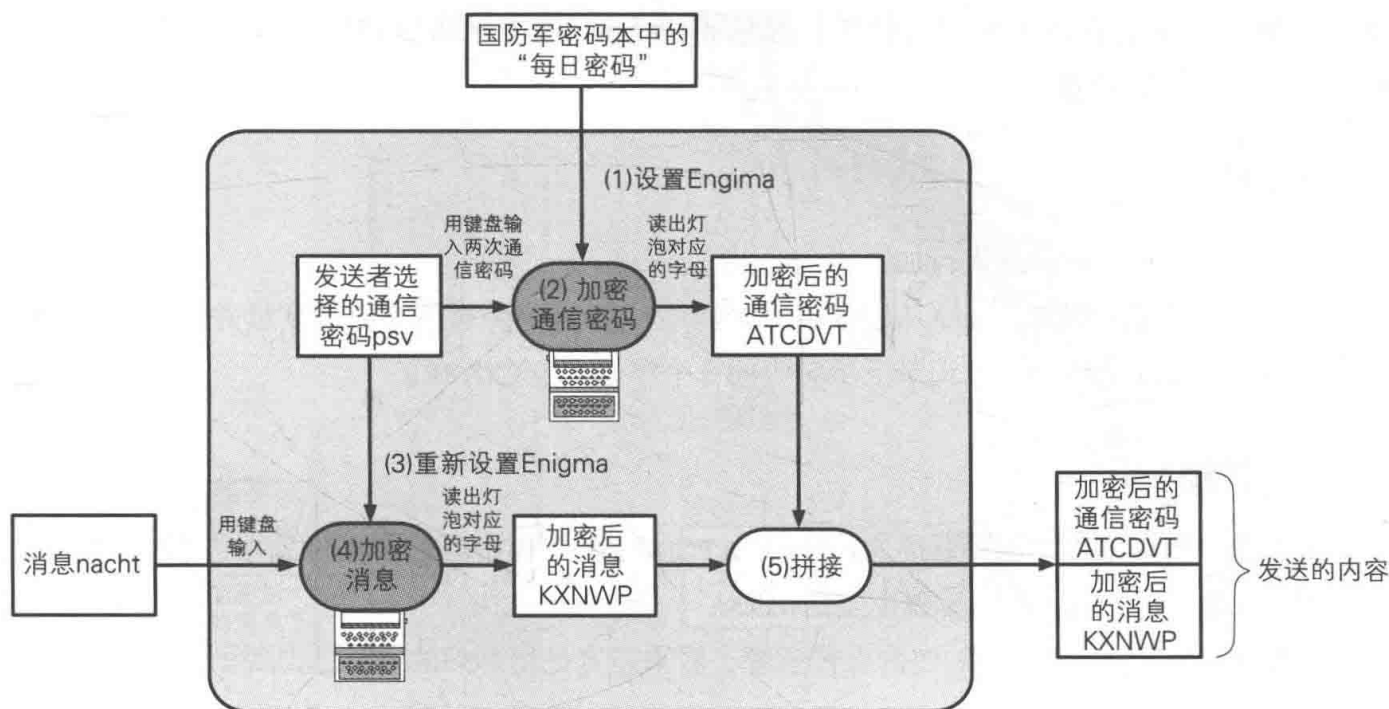 国防军密码本中的
“每日密码”
(1)设置Engima
用键盘输
入两次通
信密码
读出灯
泡对应
的字母
发送者选
择的通信
密码psv
(2) 加密
通信密码
加密后的
通信密码
ATCDVT
(3)重新设置Enigma
消息nacht
用键盘
输入
(4)加密
消息
读出灯
泡对应
的字母
加密后
的消息
KXNWP
(5)拼接
加密后的
通信密码
ATCDVT
加密后
的消息
KXNWP
发送的内容